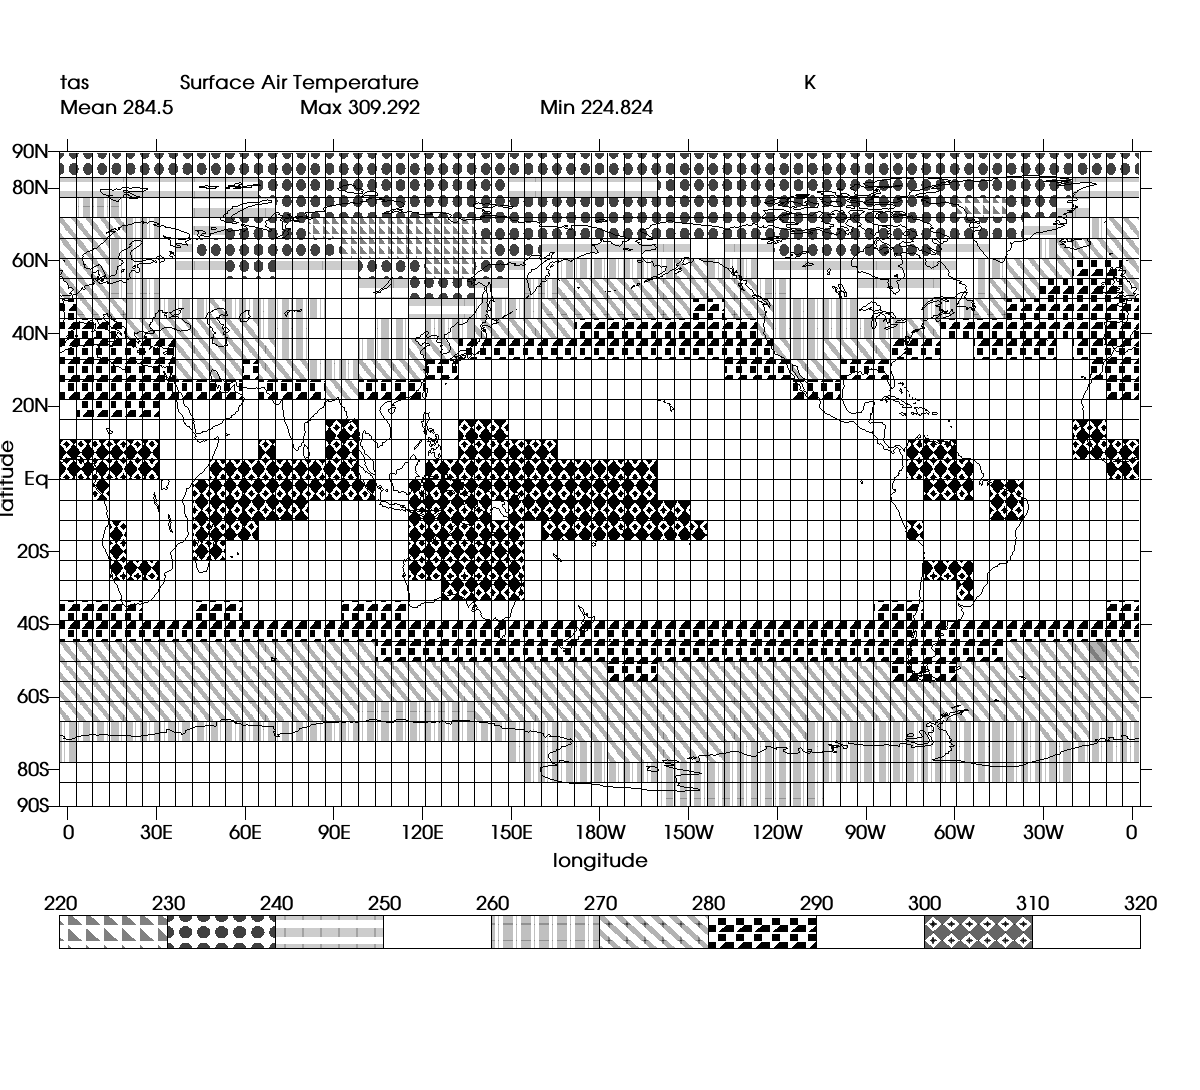 tas Surface Air Temperature K
Mean 284.5 Max 309.292 Min 224.824
90N
80N
60N
40N
20N
Eq
20S
40S
60S
80S
90S
latitude
0 30E 60E 90E 120E 150E 180W 150W 120W 90W 60W 30W 0
longitude
220 230 240 250 260 270 280 290 300 310 320